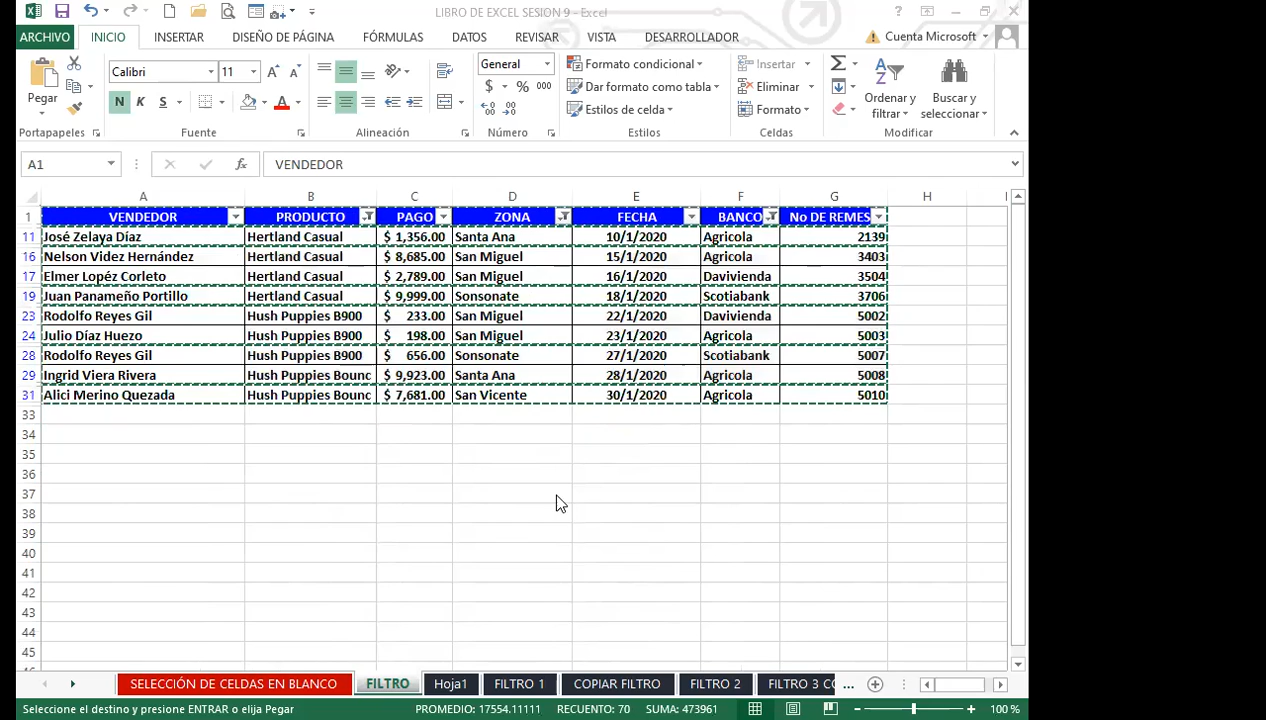 LIBRO DE EXCEL SESION 9 - Excel
ARCHIVO INICIO INSERTAR DISEÑO DE PÁGINA FÓRMULAS DATOS REVISAR VISTA DESARROLLADOR Cuenta Microsoft
Calibri 11 General Formato condicional Insertar
Pegar N K S $ % 000 Dar formato como tabla Eliminar Ordenar y filtrar Buscar y seleccionar
Estilos de celda Formato
Portapapeles Fuente Alineación Número Estilos Celdas Modificar
A1 fx VENDEDOR
A B C D E F G H I
1 VENDEDOR PRODUCTO PAGO ZONA FECHA BANCO No DE REMES
11 José Zelaya Díaz Hertland Casual $ 1,356.00 Santa Ana 10/1/2020 Agricola 2139
16 Nelson Videz Hernández Hertland Casual $ 8,685.00 San Miguel 15/1/2020 Agricola 3403
17 Elmer Lopéz Corleto Hertland Casual $ 2,789.00 San Miguel 16/1/2020 Davivienda 3504
19 Juan Panameño Portillo Hertland Casual $ 9,999.00 Sonsonate 18/1/2020 Scotiabank 3706
23 Rodolfo Reyes Gil Hush Puppies B900 $ 233.00 San Miguel 22/1/2020 Davivienda 5002
24 Julio Díaz Huezo Hush Puppies B900 $ 198.00 San Miguel 23/1/2020 Agricola 5003
28 Rodolfo Reyes Gil Hush Puppies B900 $ 656.00 Sonsonate 27/1/2020 Scotiabank 5007
29 Ingrid Viera Rivera Hush Puppies Bounc $ 9,923.00 Santa Ana 28/1/2020 Agricola 5008
31 Alici Merino Quezada Hush Puppies Bounc $ 7,681.00 San Vicente 30/1/2020 Agricola 5010
33
34
35
36
37
38
39
40
41
42
43
44
45
SELECCIÓN DE CELDAS EN BLANCO FILTRO Hoja1 FILTRO 1 COPIAR FILTRO FILTRO 2 FILTRO 3 CO ...
Seleccione el destino y presione ENTRAR o elija Pegar PROMEDIO: 17554.11111 RECUENTO: 70 SUMA: 473961 100 %